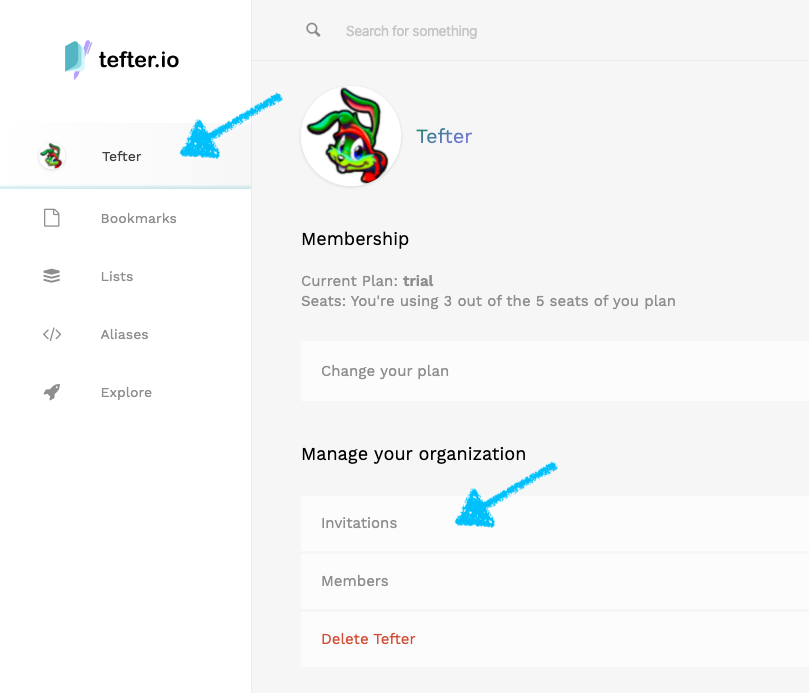 tefter.io
Tefter
Bookmarks
Lists
Aliases
Explore
Search for something
Tefter
Membership
Current Plan: trial
Seats: You're using 3 out of the 5 seats of you plan
Change your plan
Manage your organization
Invitations
Members
Delete Tefter